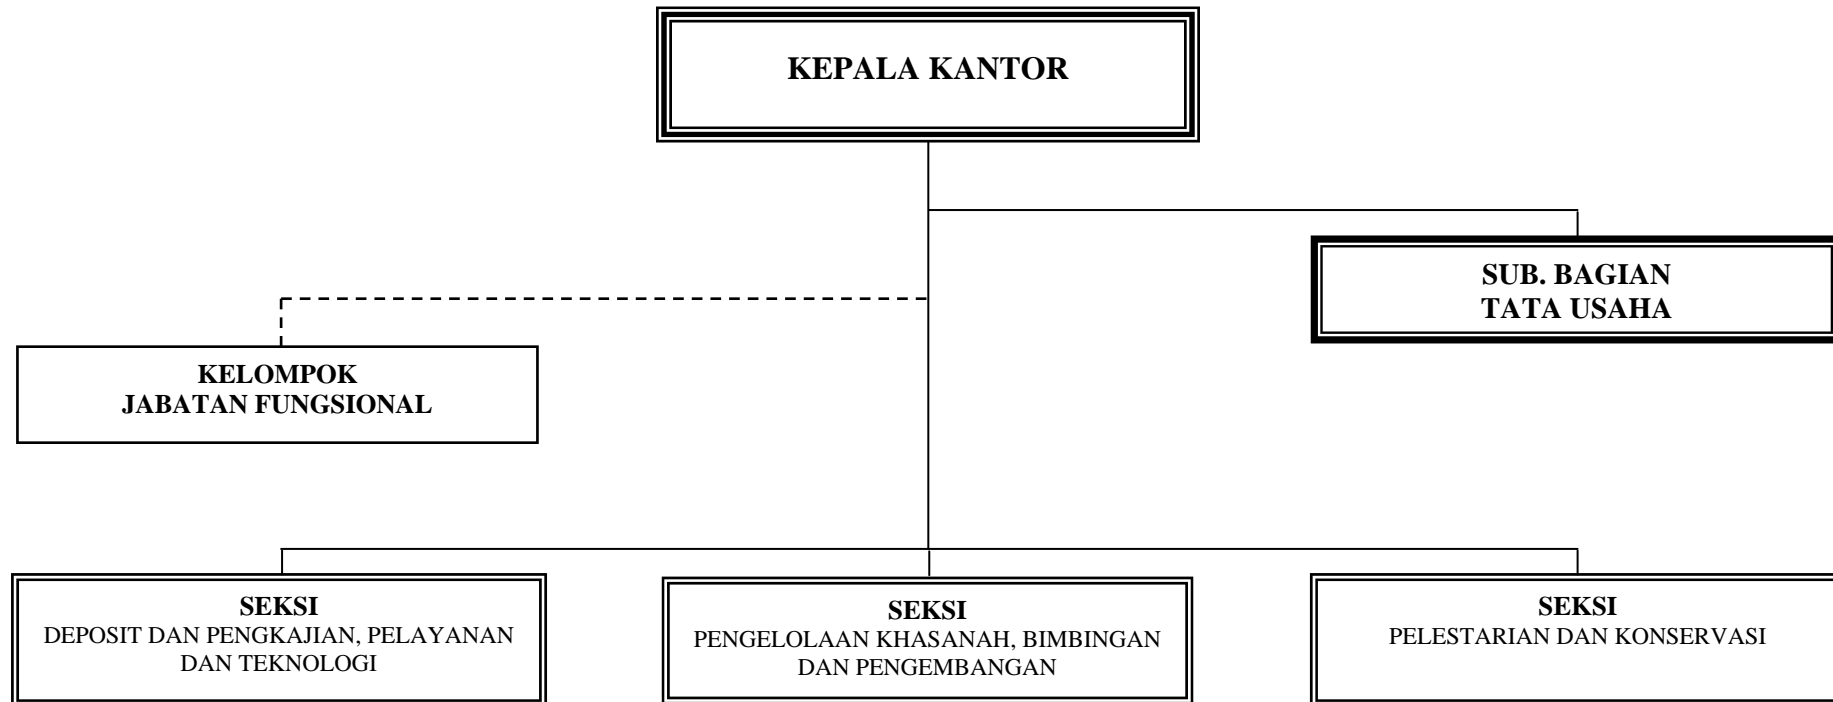 KEPALA KANTOR
SUB. BAGIAN
TATA USAHA
KELOMPOK
JABATAN FUNGSIONAL
SEKSI
DEPOSIT DAN PENGKAJIAN, PELAYANAN
DAN TEKNOLOGI
SEKSI
PENGELOLAAN KHASANAH, BIMBINGAN
DAN PENGEMBANGAN
SEKSI
PELESTARIAN DAN KONSERVASI